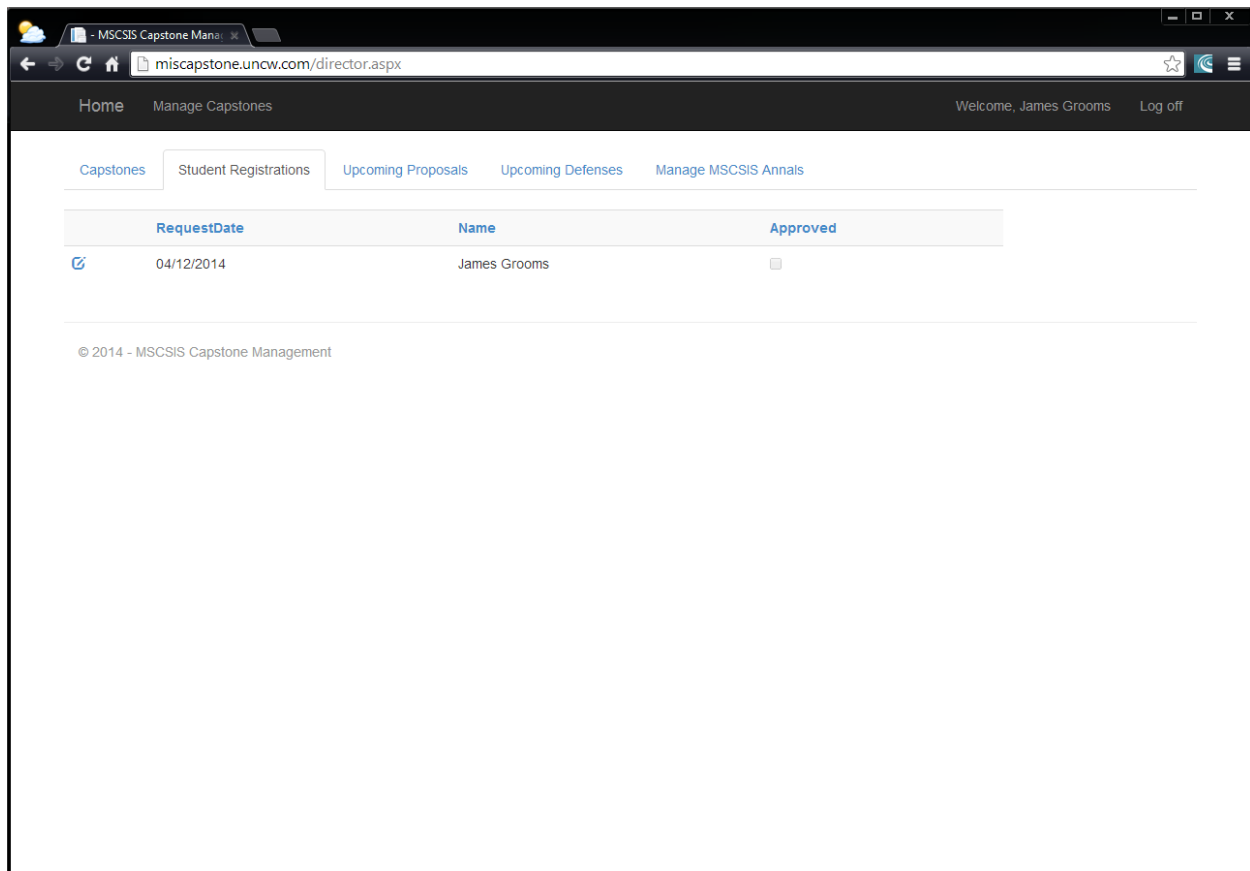 - MSCSIS Capstone Mana
miscapstone.uncw.com/director.aspx
Home Manage Capstones Welcome, James Grooms Log off
Capstones Student Registrations Upcoming Proposals Upcoming Defenses Manage MSCSIS Annals
RequestDate Name Approved
04/12/2014 James Grooms
© 2014 - MSCSIS Capstone Management